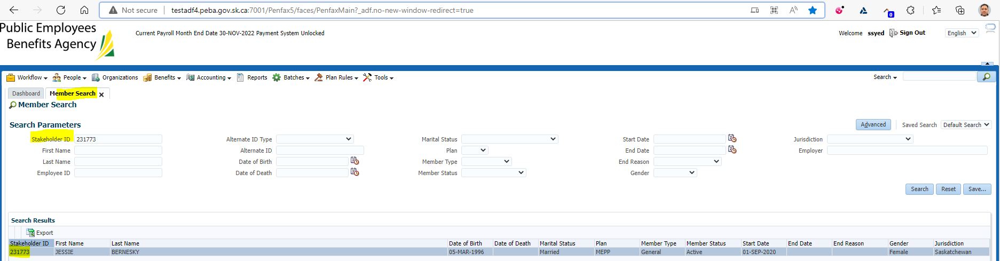 Not secure testadf4.peba.gov.sk.ca:7001/Penfax5/faces/PenfaxMain?_adf.no-new-window-redirect=true
0
Public Employees
Benefits Agency
Current Payroll Month End Date 30-NOV-2022 Payment System Unlocked
Welcome ssyed Sign Out English
Workflow People Organizations Benefits Accounting Reports Batches Plan Rules Tools Search
Dashboard Member Search
Member Search
Search Parameters Advanced Saved Search Default Search
Stakeholder ID 231773 Alternate ID Type Marital Status Start Date Jurisdiction
First Name Alternate ID Plan End Date Employer
Last Name Date of Birth Member Type End Reason
Employee ID Date of Death Member Status Gender
Search Reset Save...
Search Results
Export
Stakeholder ID First Name Last Name Date of Birth Date of Death Marital Status Plan Member Type Member Status Start Date End Date End Reason Gender Jurisdiction
231773 JESSIE BERNESKY 05-MAR-1996 Married MEPP General Active 01-SEP-2020 Female Saskatchewan